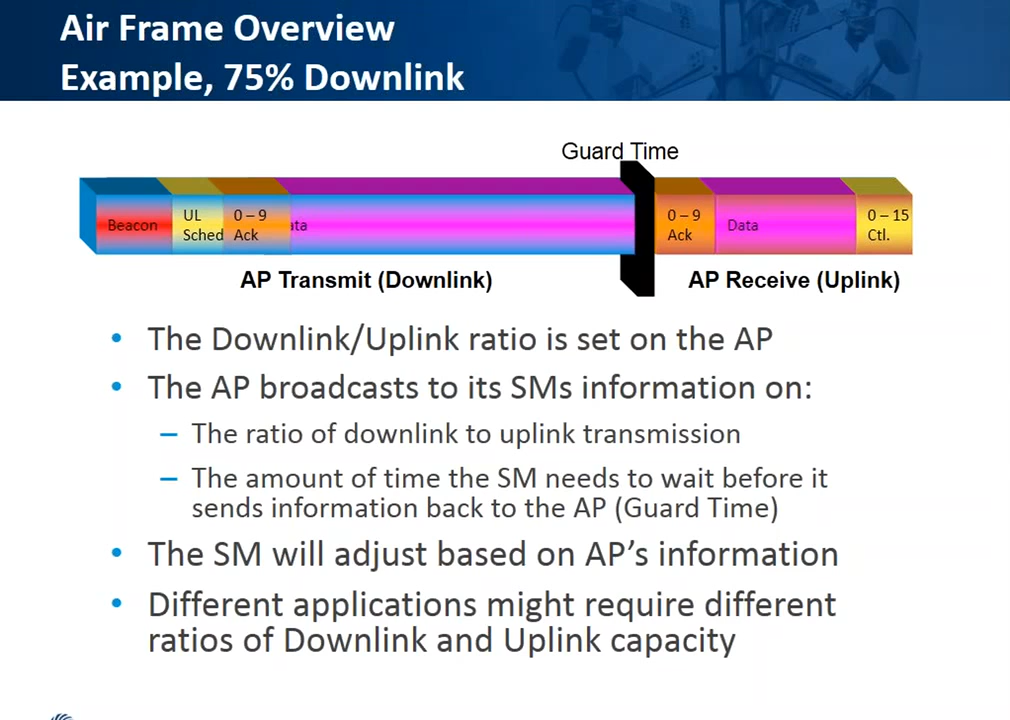 Air Frame Overview
Example, 75% Downlink
Guard Time
Beacon
UL
Sched
0 – 9
Ack
ata
0 – 9
Ack
Data
0 – 15
Ctl.
AP Transmit (Downlink)
AP Receive (Uplink)
• The Downlink/Uplink ratio is set on the AP
• The AP broadcasts to its SMs information on:
– The ratio of downlink to uplink transmission
– The amount of time the SM needs to wait before it
sends information back to the AP (Guard Time)
• The SM will adjust based on AP’s information
• Different applications might require different
ratios of Downlink and Uplink capacity